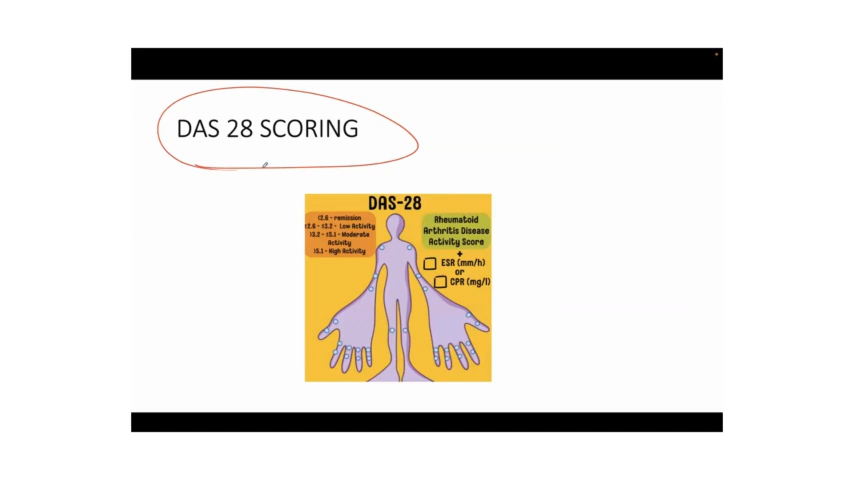 DAS 28 SCORING
DAS-28
≤2.6 - remission
≤2.6 - ≤3.2 - Low Activity
≥3.2 - ≤5.1 - Moderate
Activity
≥5.1 - High Activity
Rheumatoid
Arthritis Disease
Activity Score
+
ESR (mm/h)
or
CPR (mg/l)